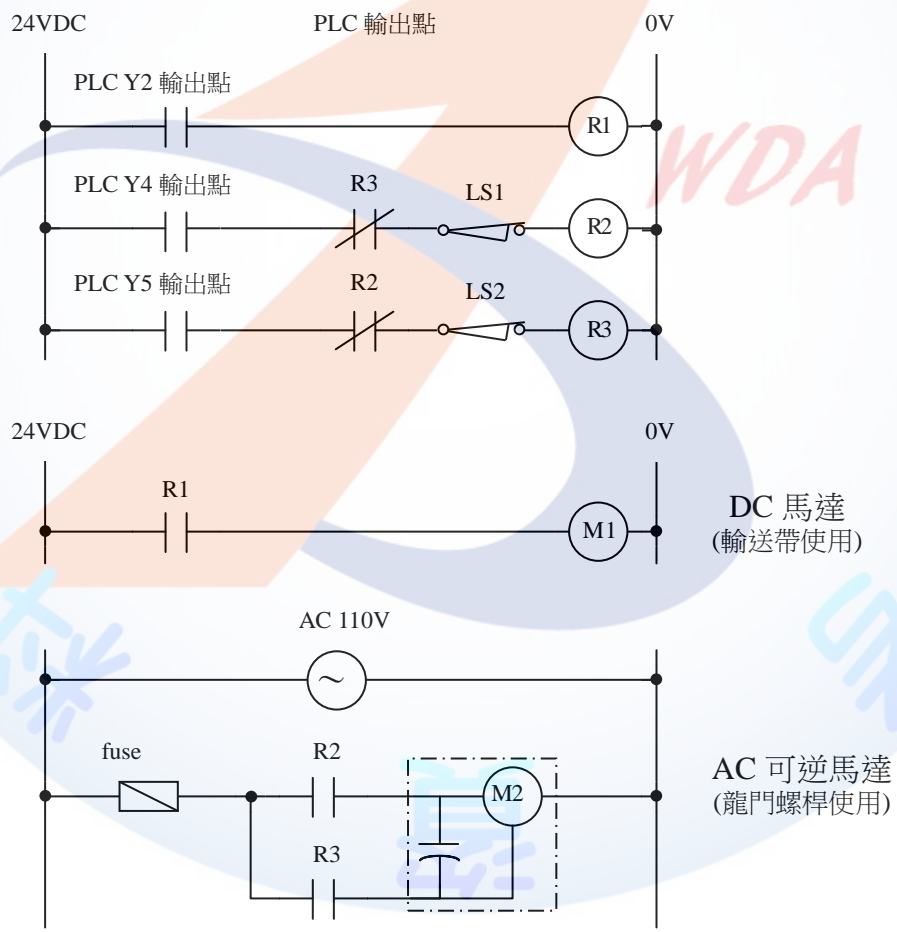 24VDC PLC 輸出點 0V
PLC Y2 輸出點
R1
WDA
PLC Y4 輸出點 R3 LS1
R2
PLC Y5 輸出點 R2 LS2
R3
24VDC 0V
R1
M1
DC 馬達
(輸送帶使用)
AC 110V
~
fuse R2
M2
AC 可逆馬達
(龍門螺桿使用)
R3